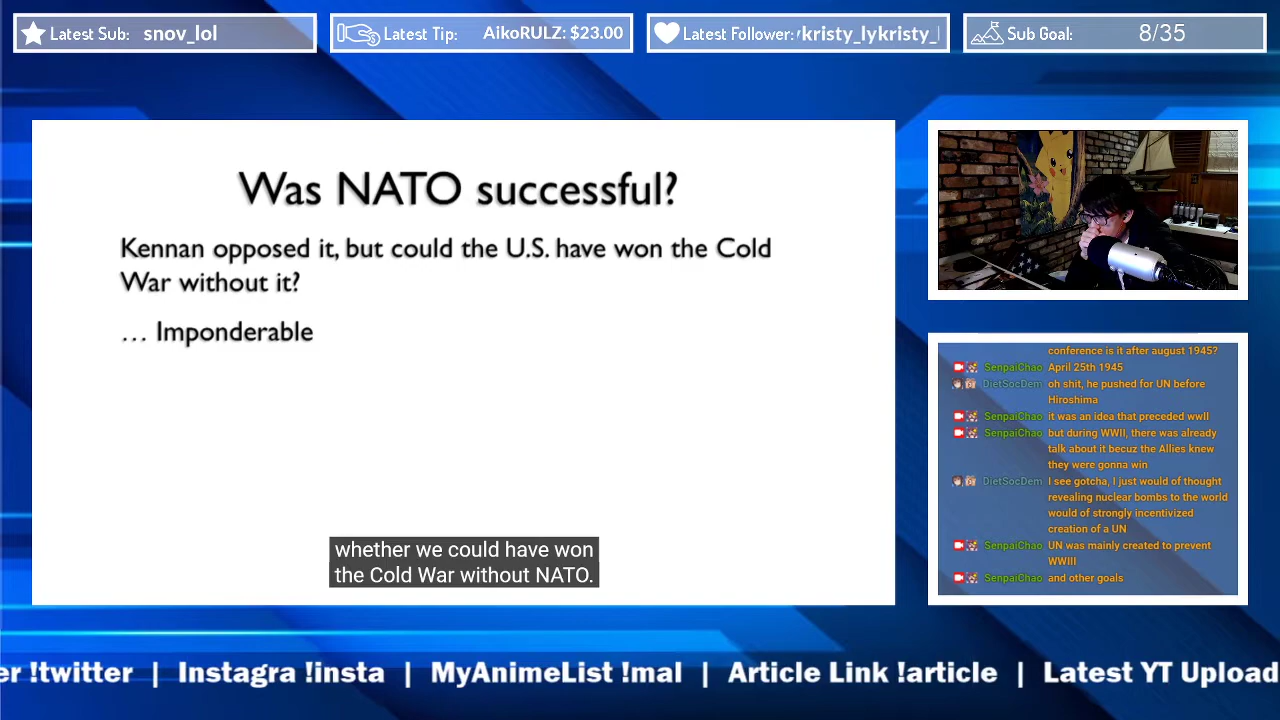 Latest Sub: snov_lol
Latest Tip: AikoRULZ: $23.00
Latest Follower: kristy_lykristy_l
Sub Goal: 8/35
Was NATO successful?
Kennan opposed it, but could the U.S. have won the Cold
War without it?
... Imponderable
whether we could have won
the Cold War without NATO.
conference is it after august 1945?
SenpaiChao April 25th 1945
DietSocDem oh shit, he pushed for UN before
Hiroshima
SenpaiChao it was an idea that preceded wwII
SenpaiChao but during WWII, there was already
talk about it becuz the Allies knew
they were gonna win
DietSocDem I see gotcha, I just would of thought
revealing nuclear bombs to the world
would of strongly incentivized
creation of a UN
SenpaiChao UN was mainly created to prevent
WWIII
SenpaiChao and other goals
er !twitter | Instagra !insta | MyAnimeList !mal | Article Link !article | Latest YT Upload